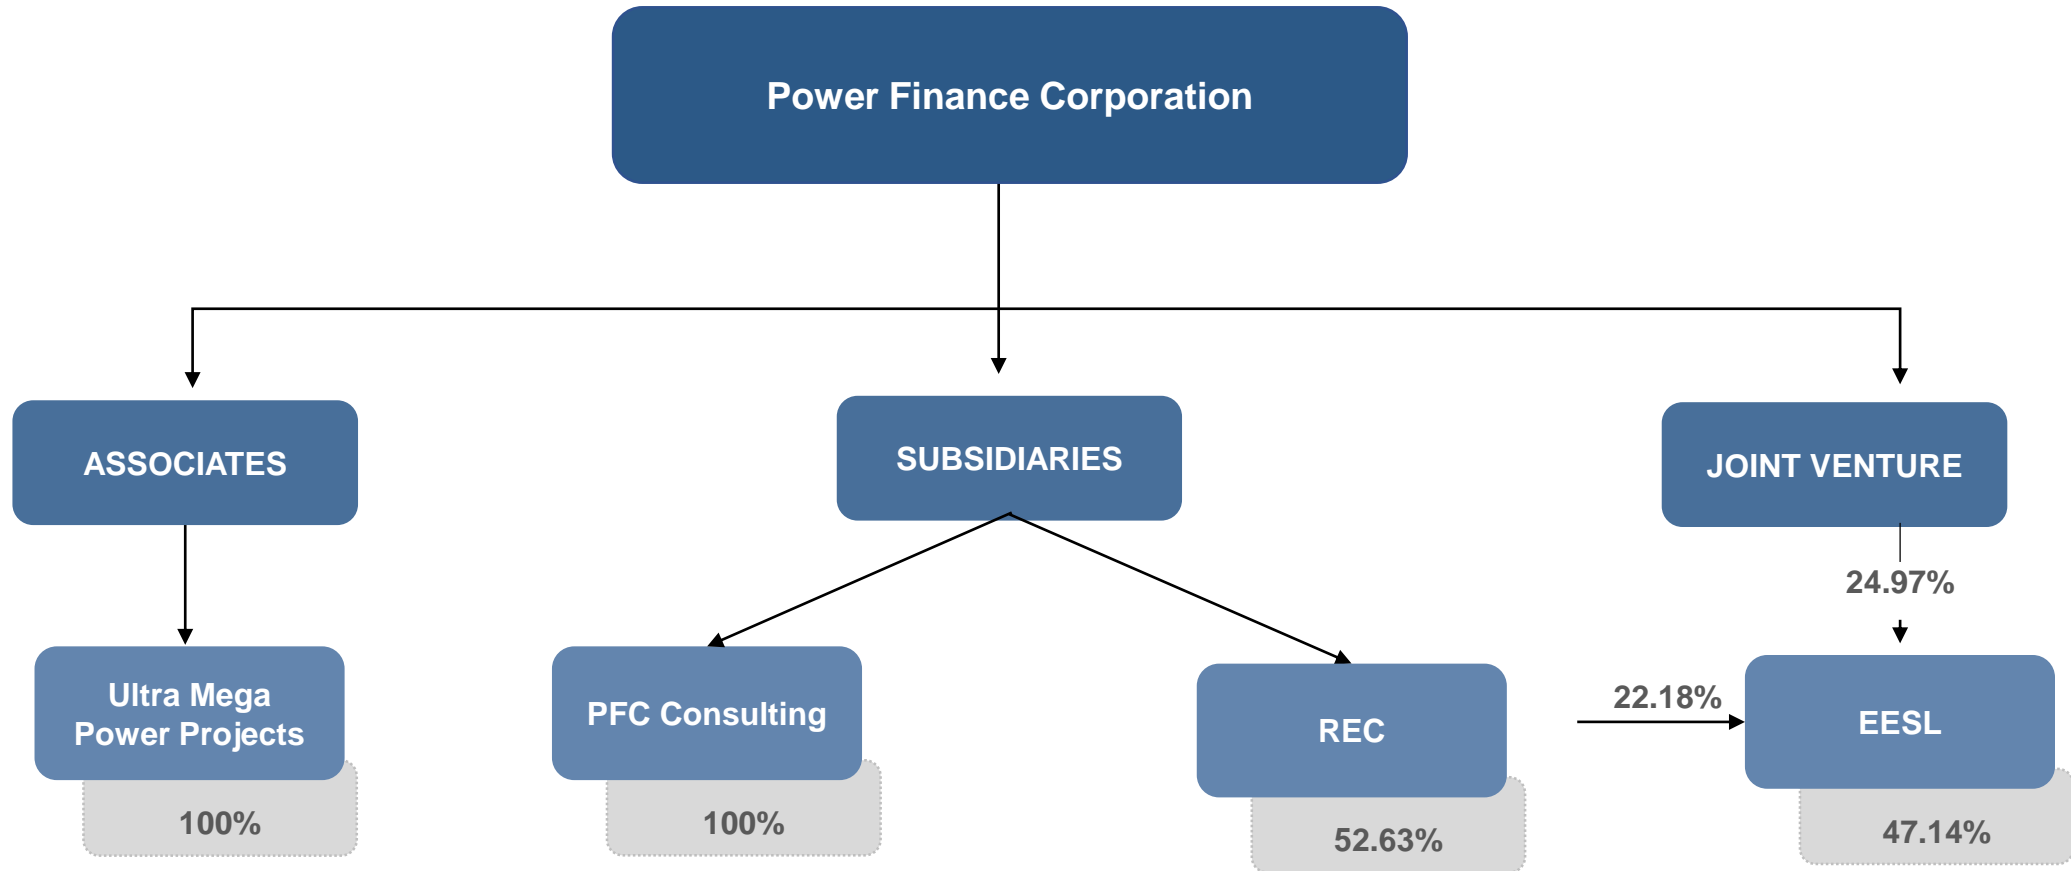 Power Finance Corporation
ASSOCIATES
SUBSIDIARIES
JOINT VENTURE
24.97%
Ultra Mega
Power Projects
100%
PFC Consulting
100%
REC
52.63%
22.18%
EESL
47.14%